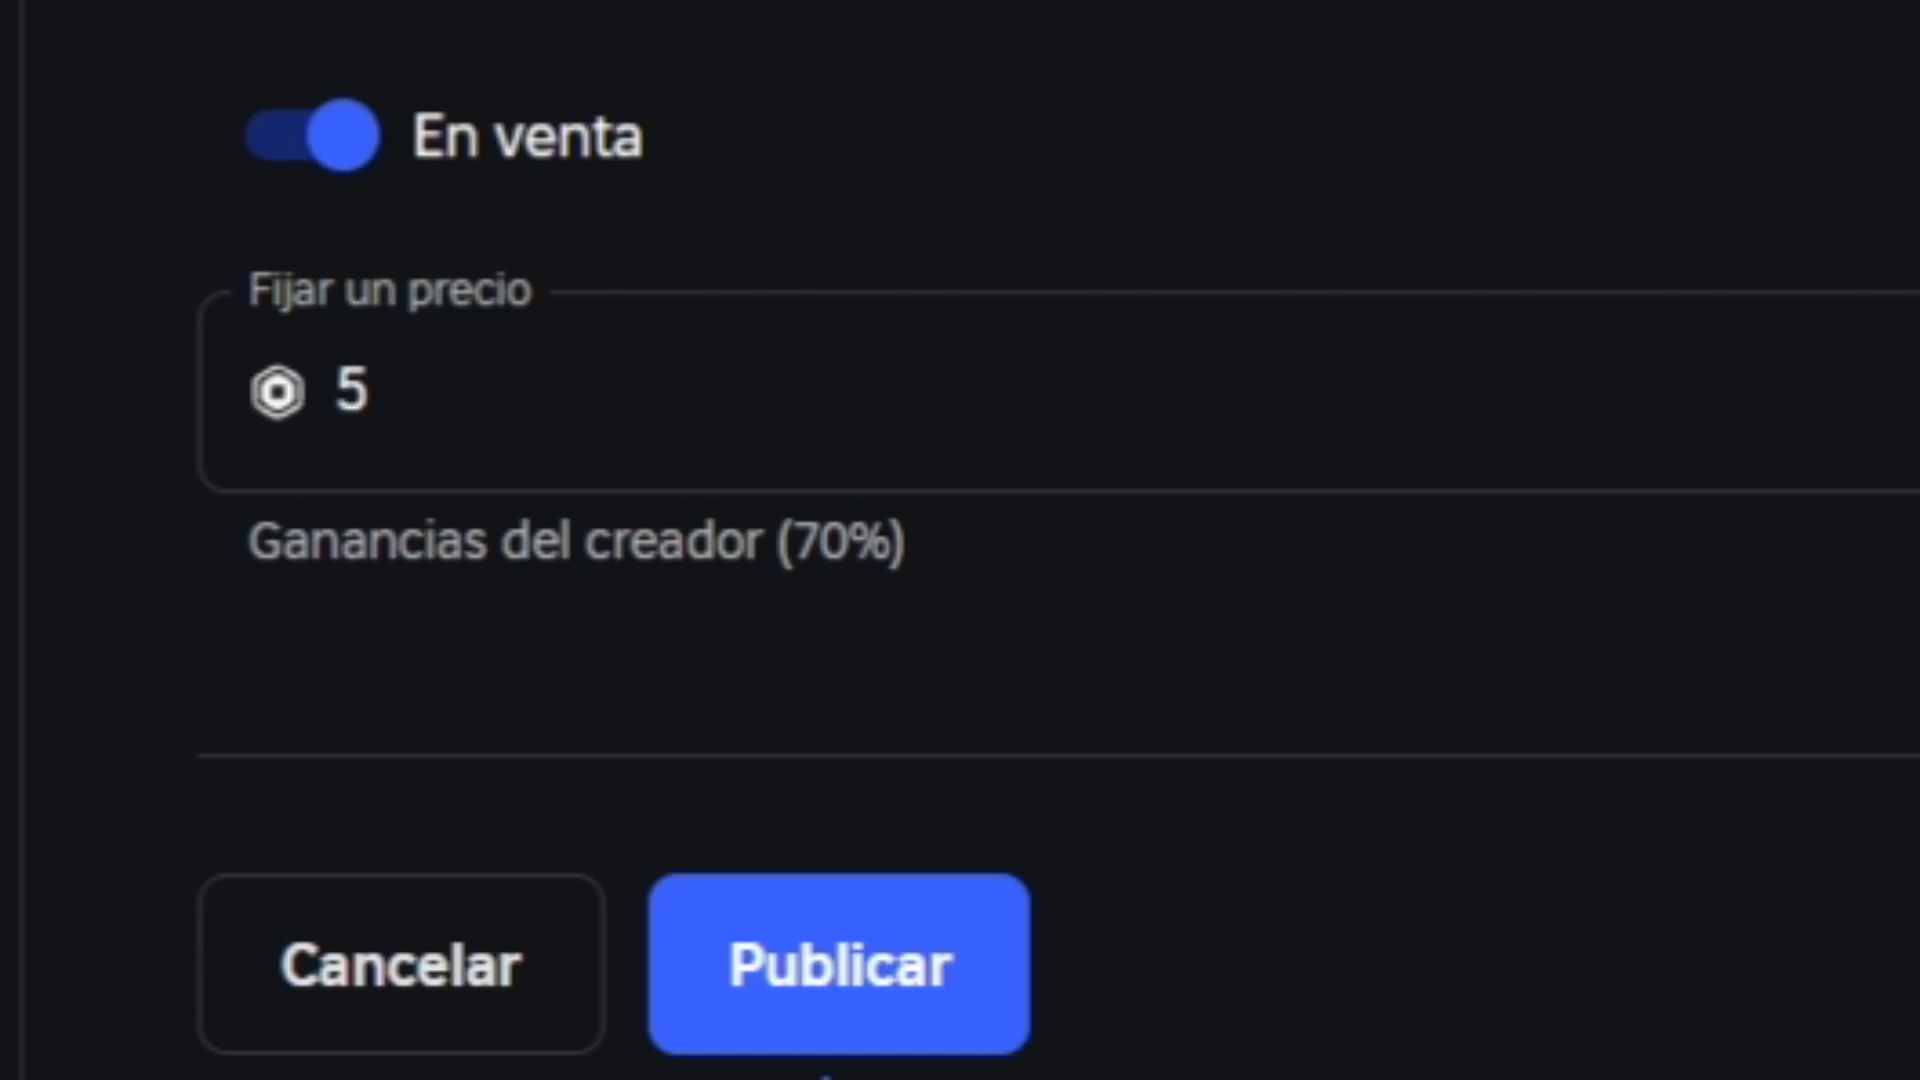 En venta
Fijar un precio
5
Ganancias del creador (70%)
Cancelar
Publicar